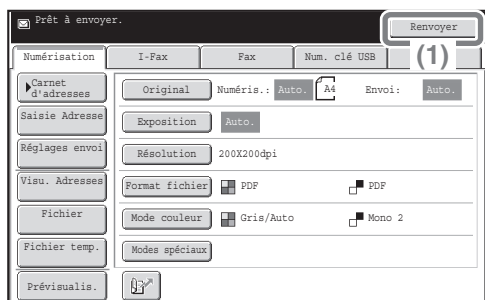 Prêt à envoyer.
Renvoyer
(1)
Numérisation I-Fax Fax Num. clé USB
Carnet d'adresses
Original Numéris.: Auto. A4 Envoi: Auto.
Saisie Adresse
Exposition Auto.
Réglages envoi
Résolution 200X200dpi
Visu. Adresses
Format fichier PDF PDF
Fichier
Mode couleur Gris/Auto Mono 2
Fichier temp.
Modes spéciaux
Prévisualis.